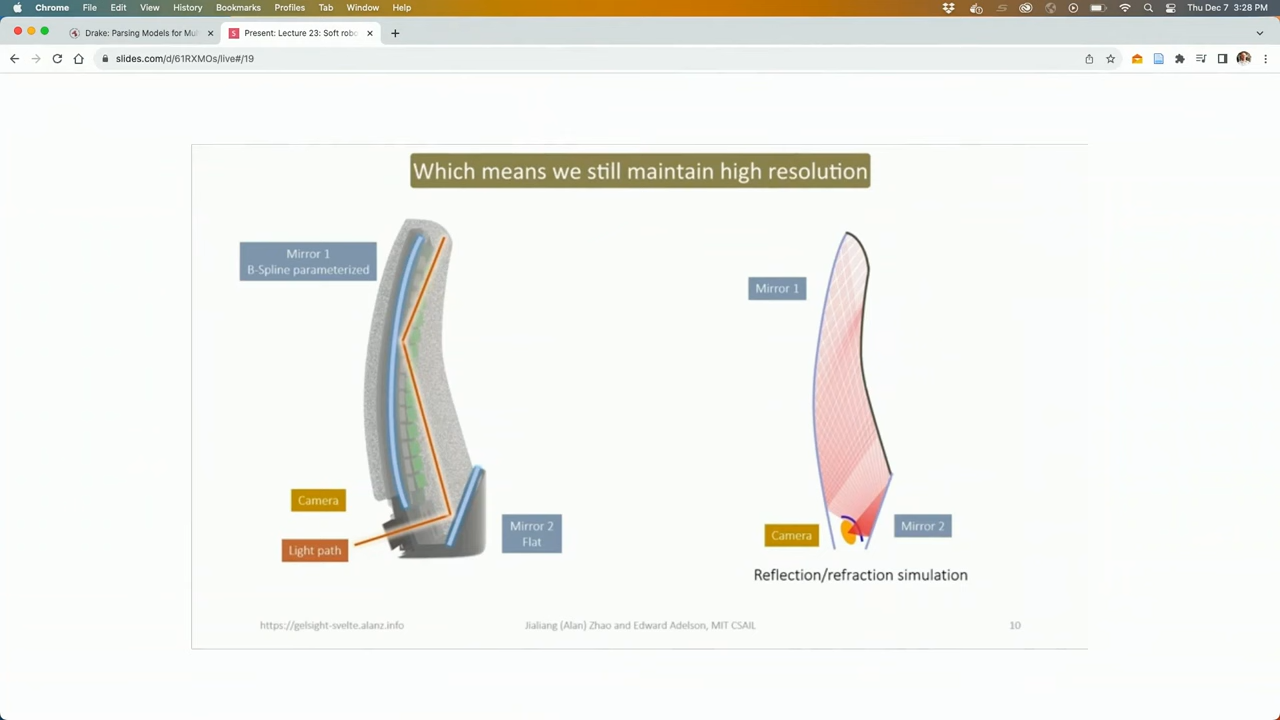 Chrome File Edit View History Bookmarks Profiles Tab Window Help Thu Dec 7 3:28 PM
Drake: Parsing Models for Mul Present: Lecture 23: Soft robo
slides.com/d/61RXMOs/live#/19
Which means we still maintain high resolution
Mirror 1
B-Spline parameterized
Mirror 1
Camera
Light path
Mirror 2
Flat
Camera
Mirror 2
Reflection/refraction simulation
https://gelsight-svelte.alanz.info Jialiang (Alan) Zhao and Edward Adelson, MIT CSAIL 10